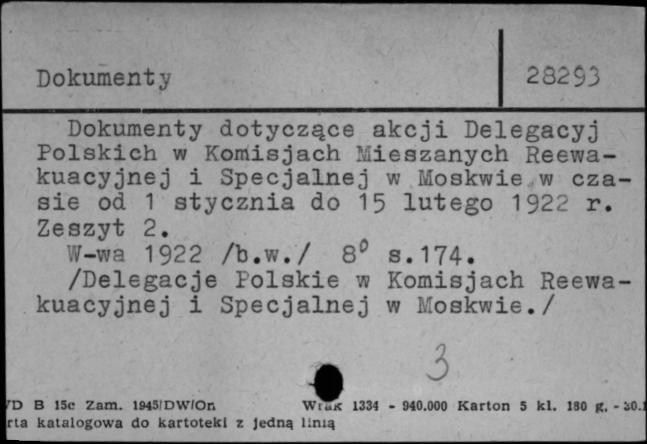 Dokumenty
28293
Dokumenty dotyczące akcji Delegacyj
Polskich w Komisjach Mieszanych Reewa-
kuacyjnej i Specjalnej w Moskwie w cza-
sie od 1 stycznia do 15 lutego 1922 r.
Zeszyt 2.
W-wa 1922 /b.w./ 8⁰ s.174.
/Delegacje Polskie w Komisjach Reewa-
kuacyjnej i Specjalnej w Moskwie./
3
B 15c Zam. 1945/DW/On 1334 - 940.000 Karton 5 kl. 180 g.
katalogowa do kartoteki z jedną linią